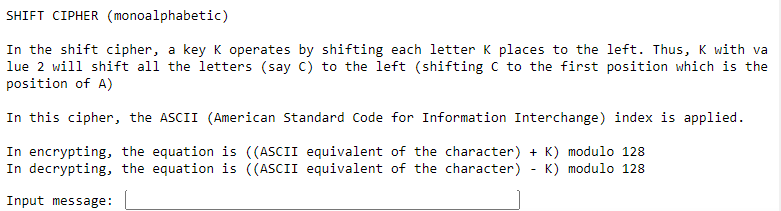 SHIFT CIPHER (monoalphabetic)
In the shift cipher, a key K operates by shifting each letter K places to the left. Thus, K with va
lue 2 will shift all the letters (say C) to the left (shifting C to the first position which is the
position of A)
In this cipher, the ASCII (American Standard Code for Information Interchange) index is applied.
In encrypting, the equation is ((ASCII equivalent of the character) + K) modulo 128
In decrypting, the equation is ((ASCII equivalent of the character) - K) modulo 128
Input message: